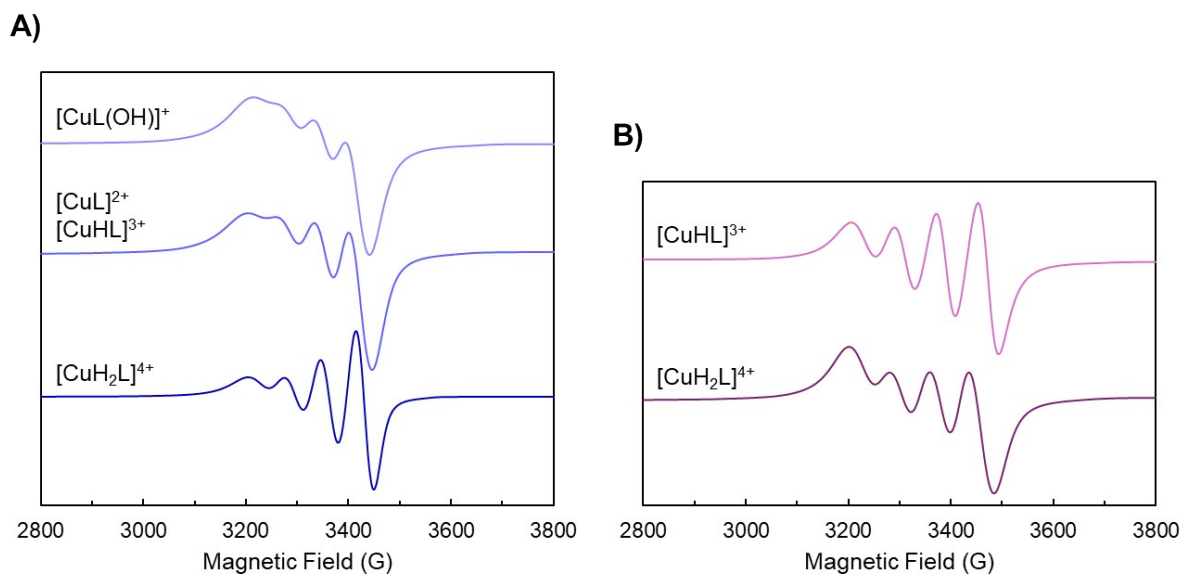 A)
[CuL(OH)]⁺
[CuL]²⁺
[CuHL]³⁺
[CuH₂L]⁴⁺
2800 3000 3200 3400 3600 3800
Magnetic Field (G)
B)
[CuHL]³⁺
[CuH₂L]⁴⁺
2800 3000 3200 3400 3600 3800
Magnetic Field (G)